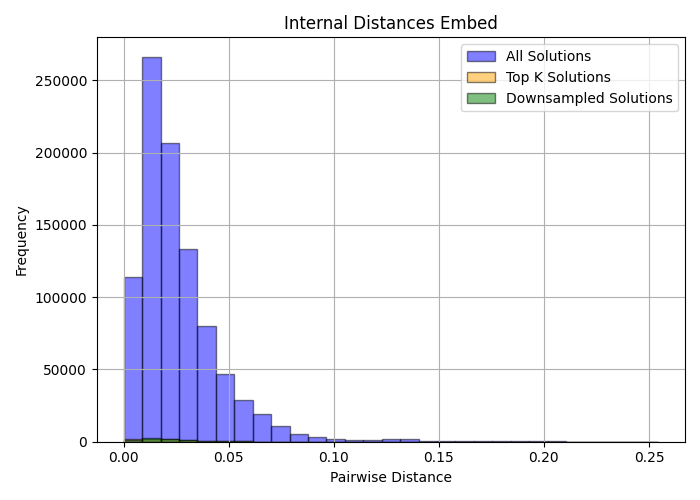 Internal Distances Embed
All Solutions
Top K Solutions
Downsampled Solutions
Frequency
250000
200000
150000
100000
50000
0
0.00 0.05 0.10 0.15 0.20 0.25
Pairwise Distance